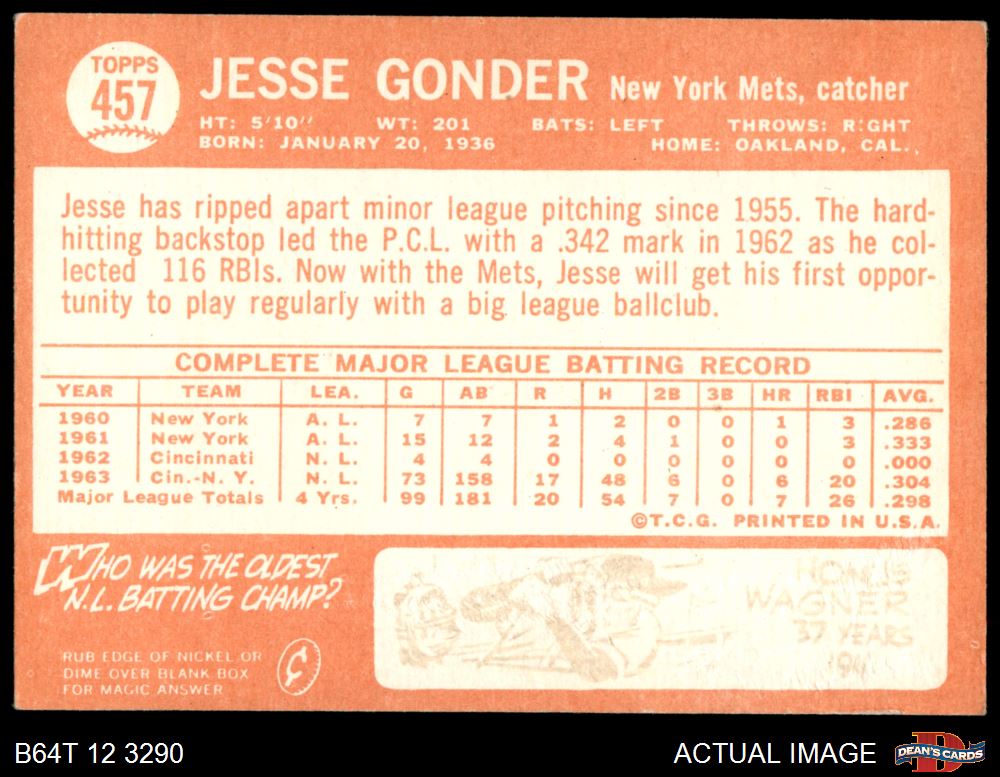 TOPPS
457
JESSE GONDER New York Mets, catcher
HT: 5'10" WT: 201 BATS: LEFT THROWS: RIGHT
BORN: JANUARY 20, 1936 HOME: OAKLAND, CAL.
Jesse has ripped apart minor league pitching since 1955. The hard-
hitting backstop led the P.C.L. with a .342 mark in 1962 as he col-
lected 116 RBIs. Now with the Mets, Jesse will get his first oppor-
tunity to play regularly with a big league ballclub.
COMPLETE MAJOR LEAGUE BATTING RECORD
YEAR TEAM LEA. G AB R H 2B 3B HR RBI AVG.
1960 New York A. L. 7 7 1 2 0 0 1 3 .286
1961 New York A. L. 15 12 2 4 1 0 0 3 .333
1962 Cincinnati N. L. 4 4 0 0 0 0 0 0 .000
1963 Cin.-N. Y. N. L. 73 158 17 48 6 0 6 20 .304
Major League Totals 4 Yrs. 99 181 20 54 7 0 7 26 .298
©T.C.G. PRINTED IN U.S.A.
WHO WAS THE OLDEST
N.L. BATTING CHAMP?
RUB EDGE OF NICKEL OR
DIME OVER BLANK BOX
FOR MAGIC ANSWER
¢
HONUS
WAGNER
37 YEARS
B64T 12 3290 ACTUAL IMAGE DEAN'S CARDS